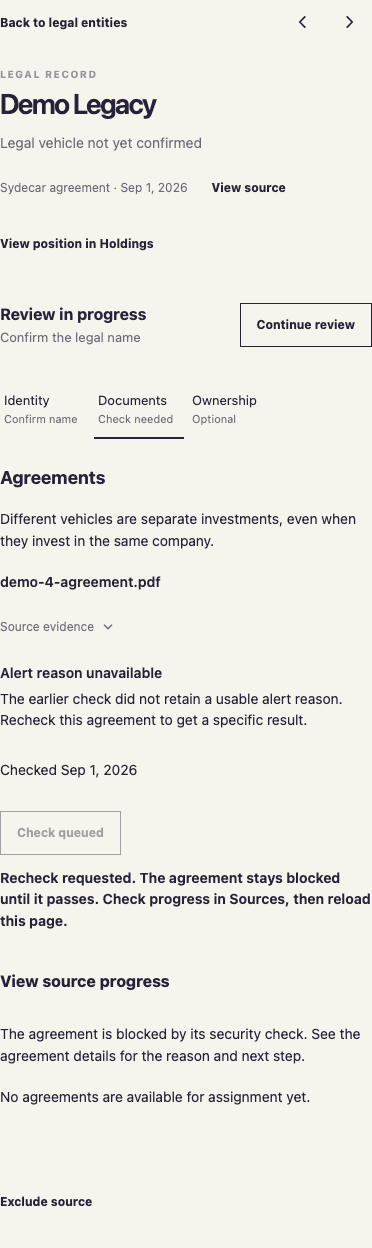 Back to legal entities
LEGAL RECORD
Demo Legacy
Legal vehicle not yet confirmed
Sydecar agreement · Sep 1, 2026 View source
View position in Holdings
Review in progress
Confirm the legal name
Continue review
Identity Documents Ownership
Confirm name Check needed Optional
Agreements
Different vehicles are separate investments, even when
they invest in the same company.
demo-4-agreement.pdf
Source evidence
Alert reason unavailable
The earlier check did not retain a usable alert reason.
Recheck this agreement to get a specific result.
Checked Sep 1, 2026
Check queued
Recheck requested. The agreement stays blocked
until it passes. Check progress in Sources, then reload
this page.
View source progress
The agreement is blocked by its security check. See the
agreement details for the reason and next step.
No agreements are available for assignment yet.
Exclude source